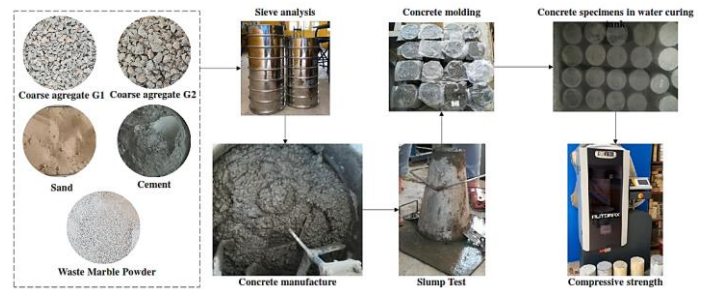 Coarse agregate G1
Coarse agregate G2
Sand
Cement
Waste Marble Powder
Sieve analysis
Concrete manufacture
Slump Test
Concrete molding
Concrete specimens in water curing
tank
Compressive strength
AUTOMAX